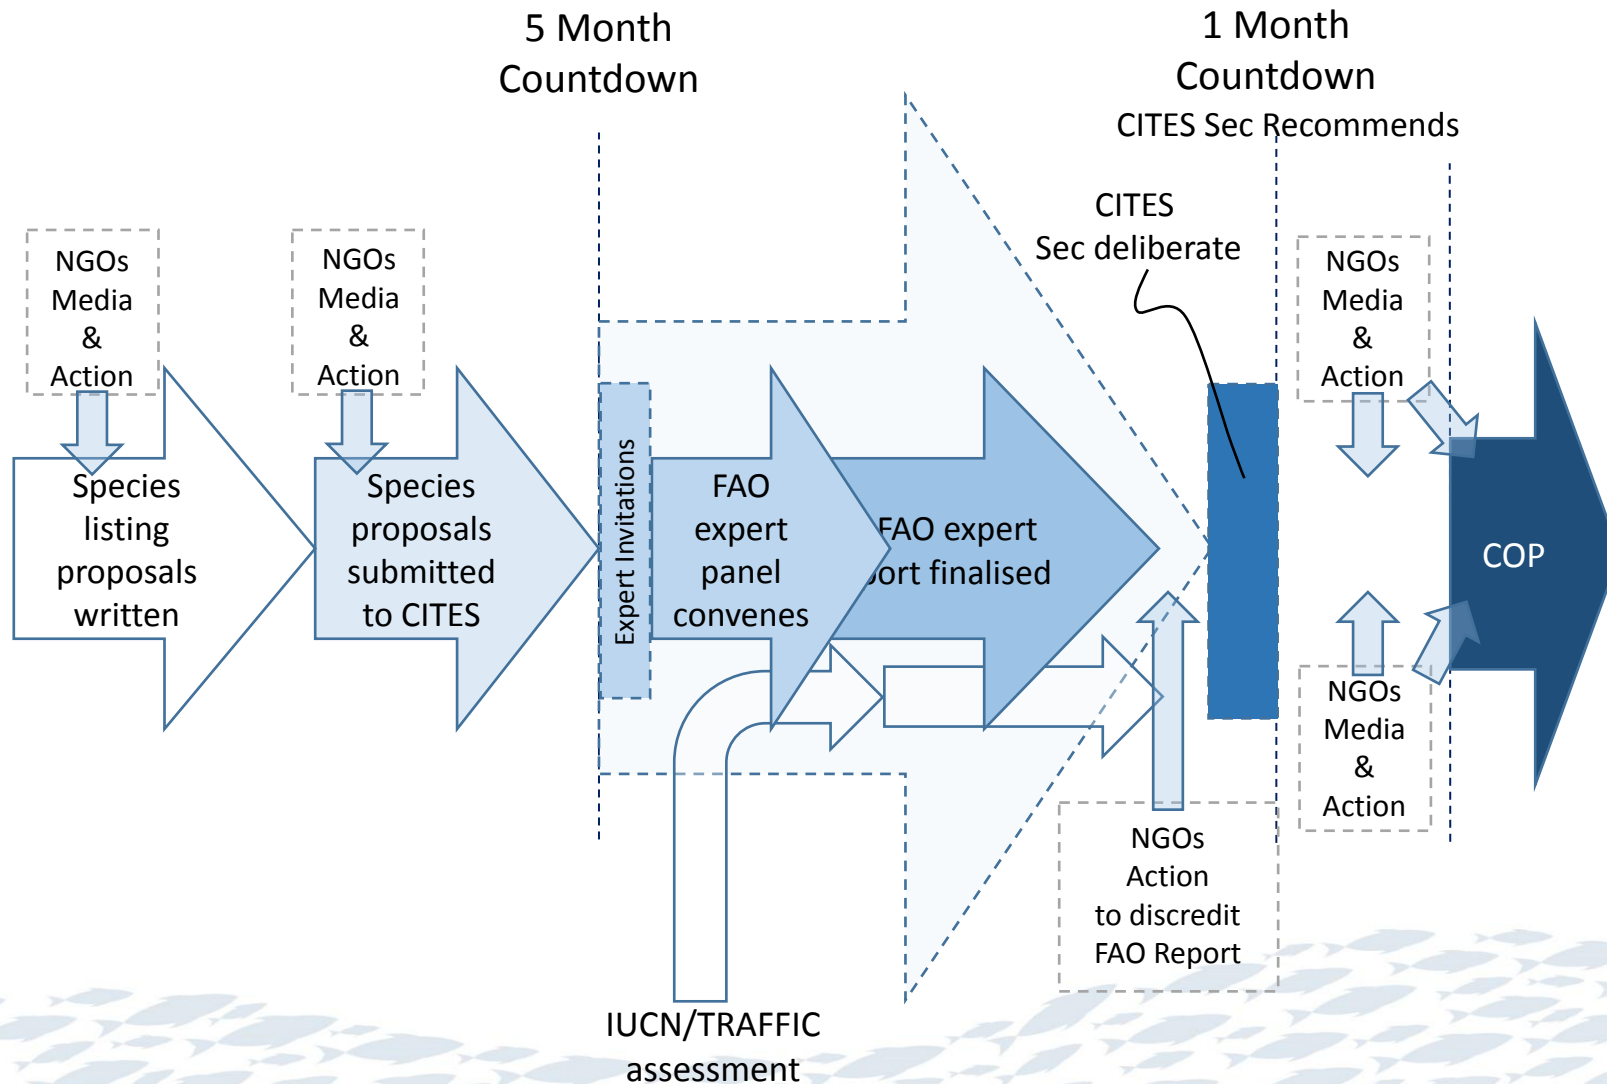 5 Month
Countdown
1 Month
Countdown
CITES Sec Recommends
CITES
Sec deliberate
NGOs
Media
&
Action
NGOs
Media
&
Action
NGOs
Media
&
Action
Species
listing
proposals
written
Species
proposals
submitted
to CITES
Expert Invitations
FAO
expert
panel
convenes
FAO expert
finalised
COP
NGOs
Media
&
Action
NGOs
Action
to discredit
FAO Report
IUCN/TRAFFIC
assessment